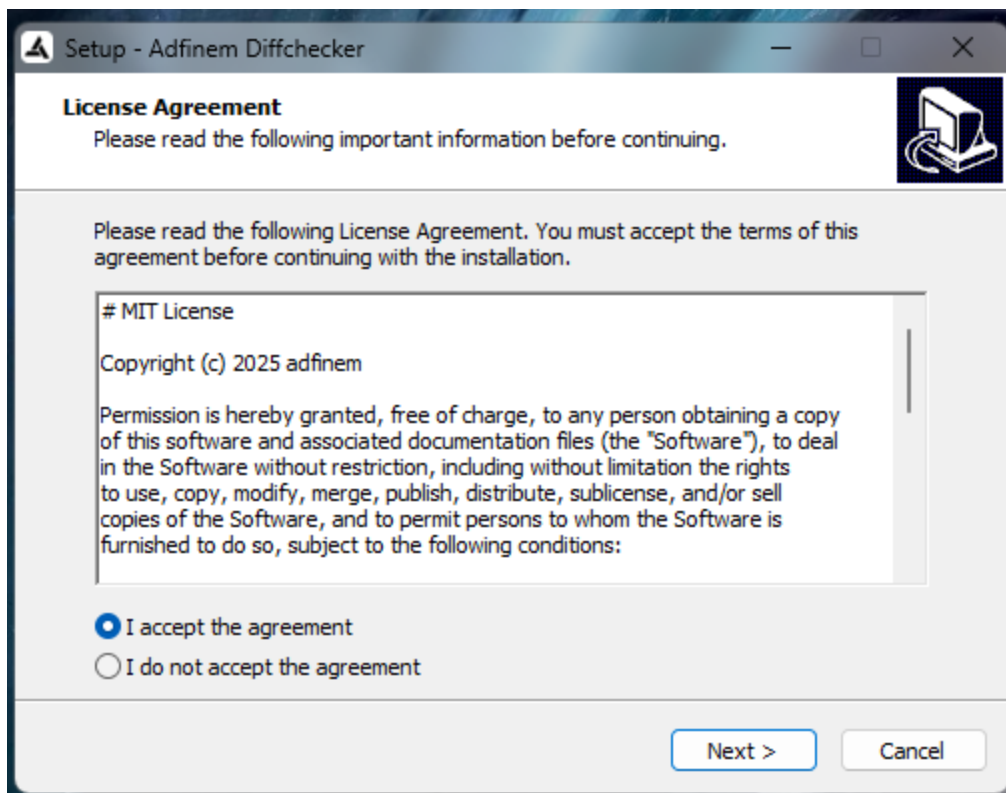 Setup - Adfinem Diffchecker
License Agreement
Please read the following important information before continuing.
Please read the following License Agreement. You must accept the terms of this
agreement before continuing with the installation.
# MIT License
Copyright (c) 2025 adfinem
Permission is hereby granted, free of charge, to any person obtaining a copy
of this software and associated documentation files (the "Software"), to deal
in the Software without restriction, including without limitation the rights
to use, copy, modify, merge, publish, distribute, sublicense, and/or sell
copies of the Software, and to permit persons to whom the Software is
furnished to do so, subject to the following conditions:
I accept the agreement
I do not accept the agreement
Next >
Cancel